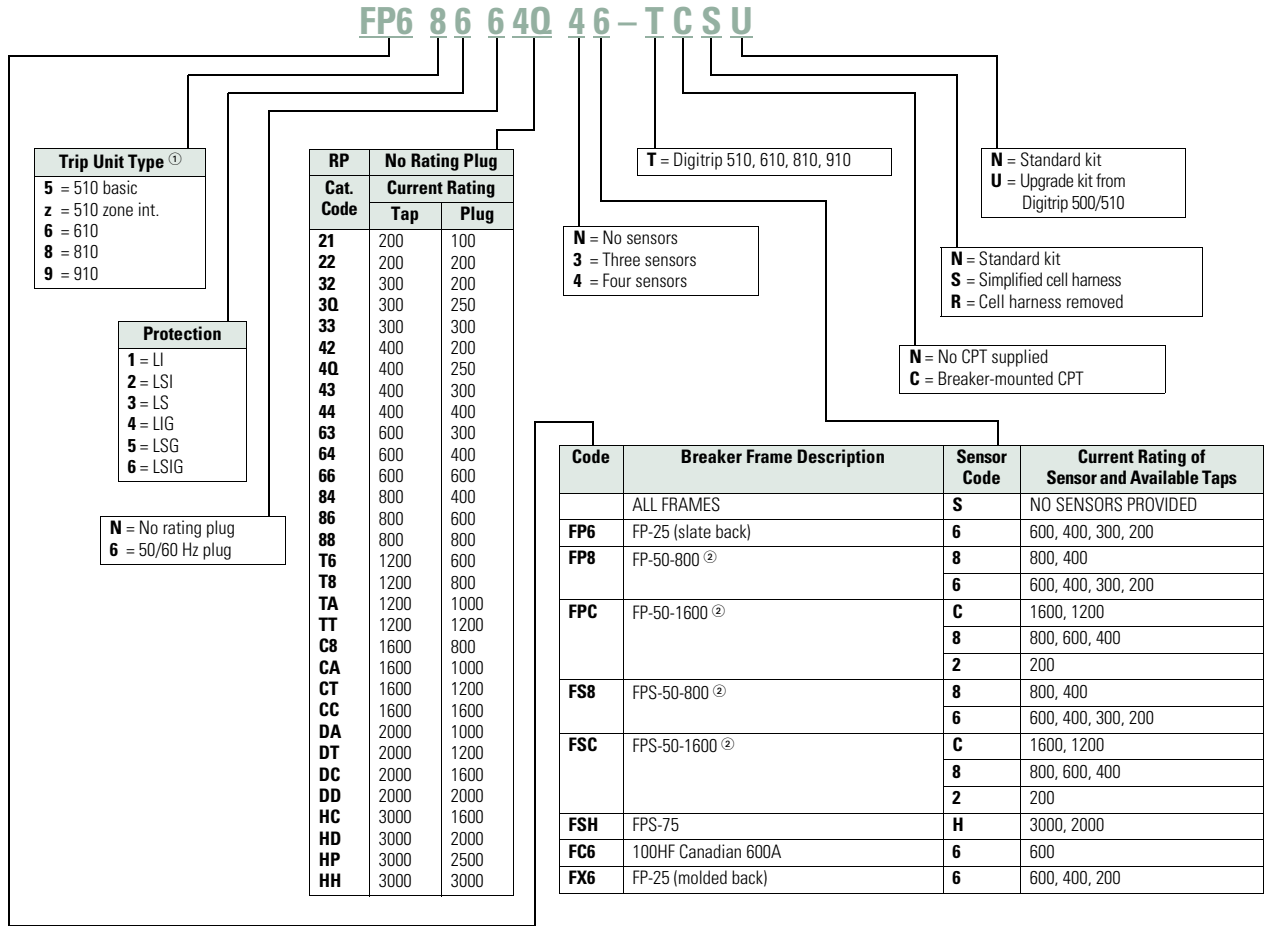 FP6 8 6 6 4Q 4 6 – T C S U
Trip Unit Type ①
5 = 510 basic
z = 510 zone int.
6 = 610
8 = 810
9 = 910
Protection
1 = LI
2 = LSI
3 = LS
4 = LIG
5 = LSG
6 = LSIG
N = No rating plug
6 = 50/60 Hz plug
RP No Rating Plug
Cat. Code Current Rating
Tap Plug
21 200 100
22 200 200
32 300 200
3Q 300 250
33 300 300
42 400 200
4Q 400 250
43 400 300
44 400 400
63 600 300
64 600 400
66 600 600
84 800 400
86 800 600
88 800 800
T6 1200 600
T8 1200 800
TA 1200 1000
TT 1200 1200
C8 1600 800
CA 1600 1000
CT 1600 1200
CC 1600 1600
DA 2000 1000
DT 2000 1200
DC 2000 1600
DD 2000 2000
HC 3000 1600
HD 3000 2000
HP 3000 2500
HH 3000 3000
N = No sensors
3 = Three sensors
4 = Four sensors
T = Digitrip 510, 610, 810, 910
N = Standard kit
U = Upgrade kit from
Digitrip 500/510
N = Standard kit
S = Simplified cell harness
R = Cell harness removed
N = No CPT supplied
C = Breaker-mounted CPT
Code Breaker Frame Description Sensor Code Current Rating of Sensor and Available Taps
ALL FRAMES S NO SENSORS PROVIDED
FP6 FP-25 (slate back) 6 600, 400, 300, 200
FP8 FP-50-800 ② 8 800, 400
6 600, 400, 300, 200
FPC FP-50-1600 ② C 1600, 1200
8 800, 600, 400
2 200
FS8 FPS-50-800 ② 8 800, 400
6 600, 400, 300, 200
FSC FPS-50-1600 ② C 1600, 1200
8 800, 600, 400
2 200
FSH FPS-75 H 3000, 2000
FC6 100HF Canadian 600A 6 600
FX6 FP-25 (molded back) 6 600, 400, 200